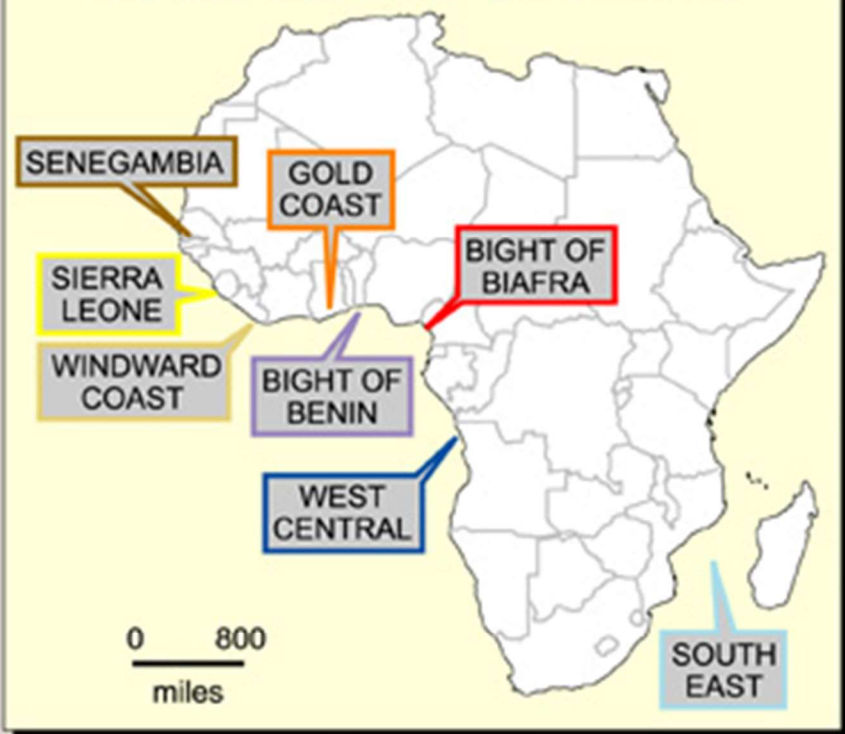 SENEGAMBIA
GOLD
COAST
BIGHT OF
BIAFRA
SIERRA
LEONE
WINDWARD
COAST
BIGHT OF
BENIN
WEST
CENTRAL
0 800
miles
SOUTH
EAST